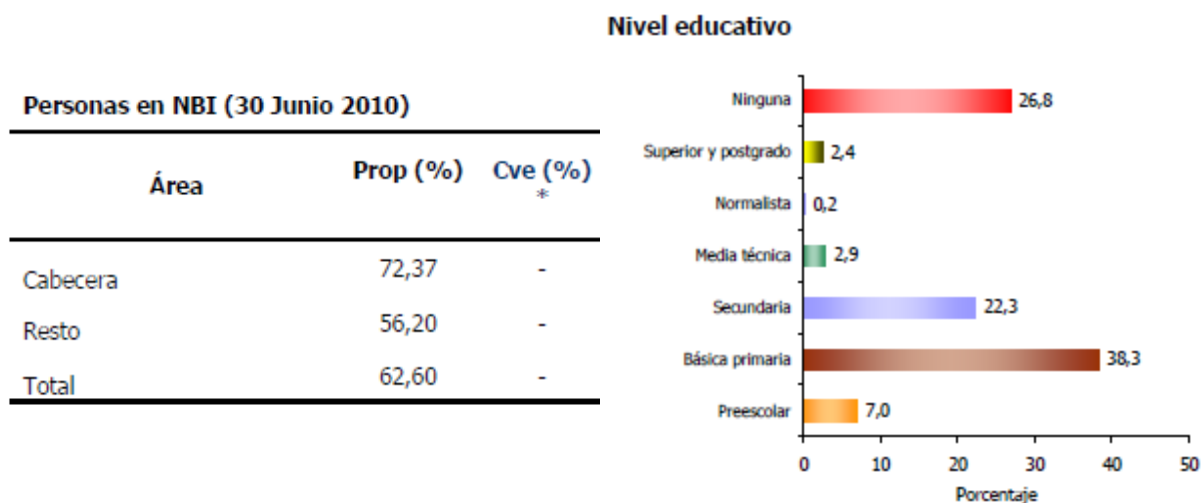 Personas en NBI (30 Junio 2010)
Área Prop (%) Cve (%)
*
Cabecera 72,37 -
Resto 56,20 -
Total 62,60 -
Nivel educativo
Ninguna 26,8
Superior y postgrado 2,4
Normalista 0,2
Media técnica 2,9
Secundaria 22,3
Básica primaria 38,3
Preescolar 7,0
0 10 20 30 40 50
Porcentaje